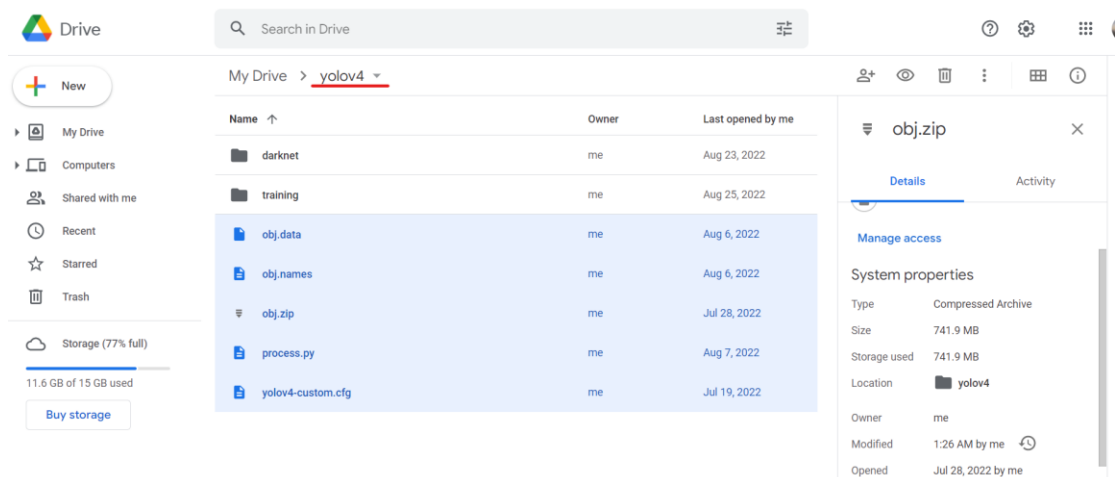 Drive
Search in Drive
New
My Drive
Computers
Shared with me
Recent
Starred
Trash
Storage (77% full)
11.6 GB of 15 GB used
Buy storage
My Drive > yolov4
Name Owner Last opened by me
darknet me Aug 23, 2022
training me Aug 25, 2022
obj.data me Aug 6, 2022
obj.names me Aug 6, 2022
obj.zip me Jul 28, 2022
process.py me Aug 7, 2022
yolov4-custom.cfg me Jul 19, 2022
obj.zip
Details Activity
Manage access
System properties
Type Compressed Archive
Size 741.9 MB
Storage used 741.9 MB
Location yolov4
Owner me
Modified 1:26 AM by me
Opened Jul 28, 2022 by me